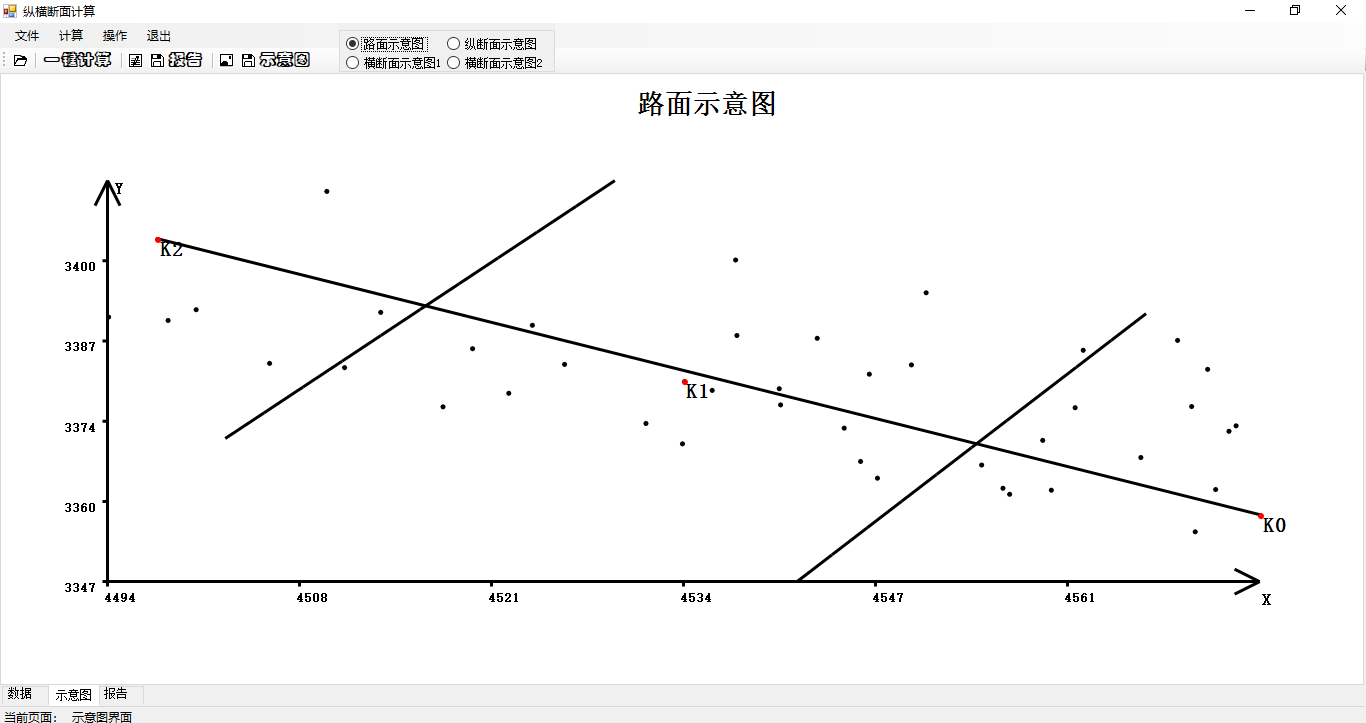 纵横断面计算
文件 计算 操作 退出
路面示意图 纵断面示意图
一键计算 报告 示意图
横断面示意图1 横断面示意图2
路面示意图
Y
K2
3400
3387
K1
3374
3360
K0
3347
4494 4508 4521 4534 4547 4561
X
数据 示意图 报告
当前页面: 示意图界面